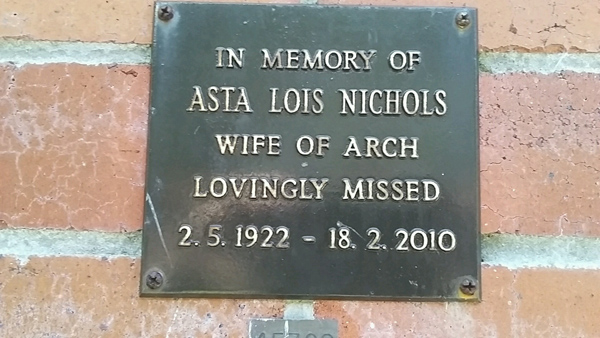 IN MEMORY OF
ASTA LOIS NICHOLS
WIFE OF ARCH
LOVINGLY MISSED
2. 5. 1922 - 18. 2. 2010